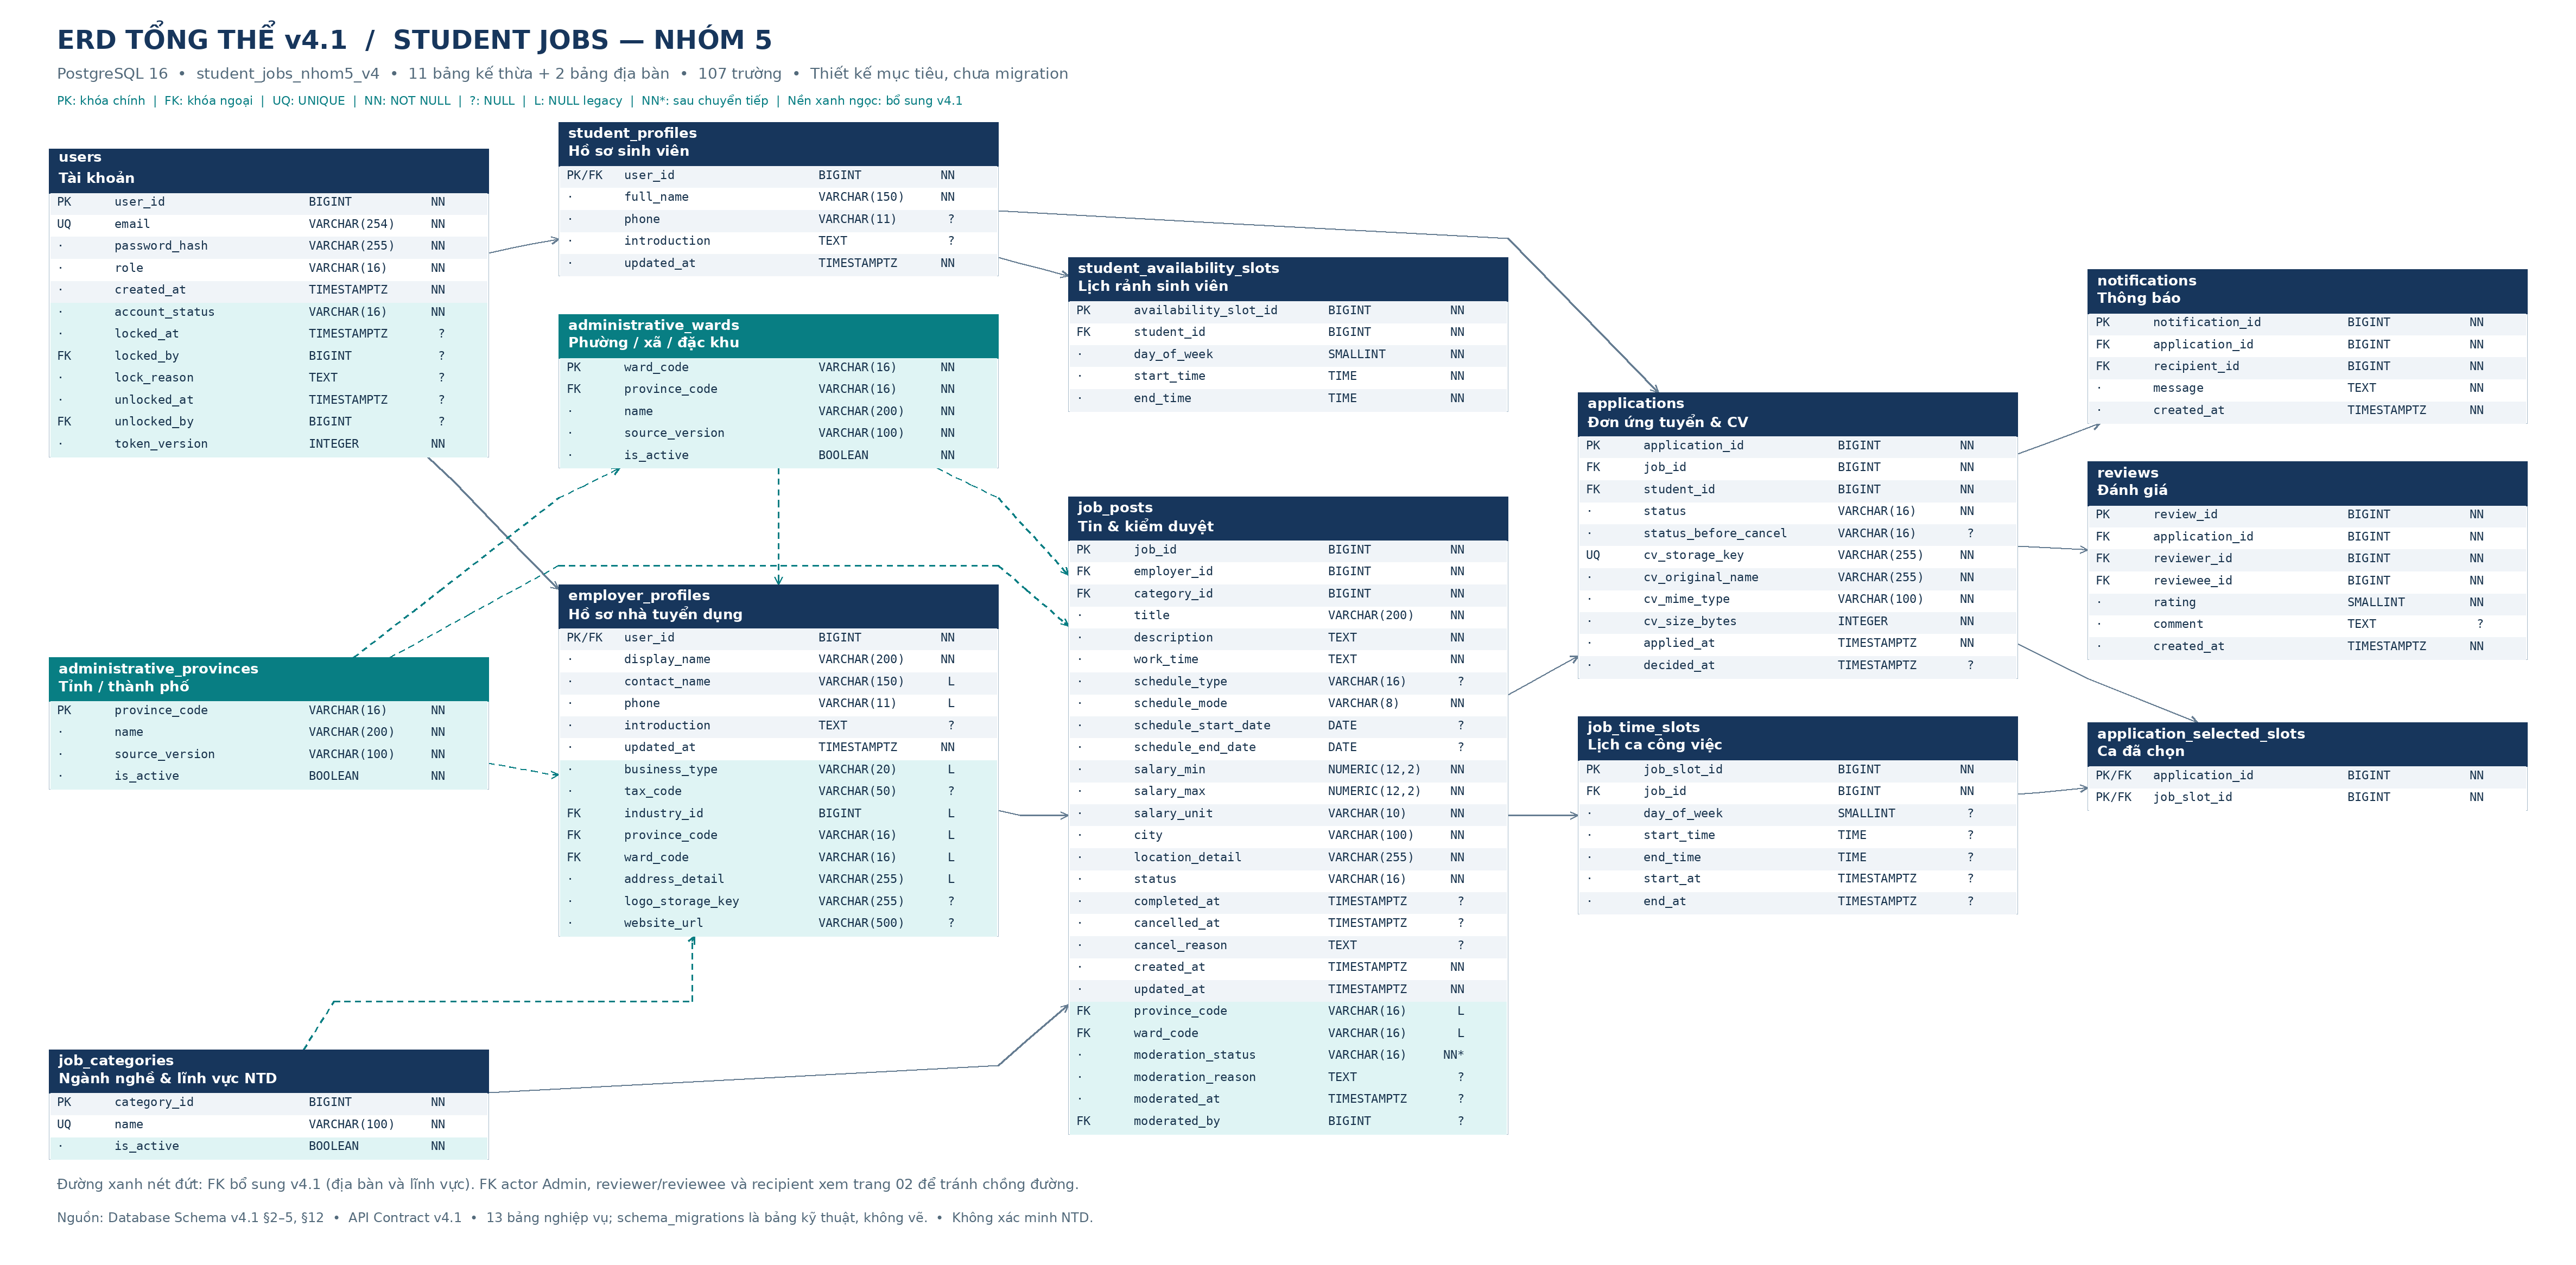 ERD TỔNG THỂ v4.1 / STUDENT JOBS — NHÓM 5
PostgreSQL 16 • student_jobs_nhom5_v4 • 11 bảng kế thừa + 2 bảng địa bàn • 107 trường • Thiết kế mục tiêu, chưa migration
PK: khóa chính | FK: khóa ngoại | UQ: UNIQUE | NN: NOT NULL | ?: NULL | L: NULL legacy | NN*: sau chuyển tiếp | Nền xanh ngọc: bổ sung v4.1
users
Tài khoản
PK user_id BIGINT NN
UQ email VARCHAR(254) NN
· password_hash VARCHAR(255) NN
· role VARCHAR(16) NN
· created_at TIMESTAMPTZ NN
· account_status VARCHAR(16) NN
· locked_at TIMESTAMPTZ ?
FK locked_by BIGINT ?
· lock_reason TEXT ?
· unlocked_at TIMESTAMPTZ ?
FK unlocked_by BIGINT ?
· token_version INTEGER NN
administrative_provinces
Tỉnh / thành phố
PK province_code VARCHAR(16) NN
· name VARCHAR(200) NN
· source_version VARCHAR(100) NN
· is_active BOOLEAN NN
job_categories
Ngành nghề & lĩnh vực NTD
PK category_id BIGINT NN
UQ name VARCHAR(100) NN
· is_active BOOLEAN NN
student_profiles
Hồ sơ sinh viên
PK/FK user_id BIGINT NN
· full_name VARCHAR(150) NN
· phone VARCHAR(11) ?
· introduction TEXT ?
· updated_at TIMESTAMPTZ NN
administrative_wards
Phường / xã / đặc khu
PK ward_code VARCHAR(16) NN
FK province_code VARCHAR(16) NN
· name VARCHAR(200) NN
· source_version VARCHAR(100) NN
· is_active BOOLEAN NN
employer_profiles
Hồ sơ nhà tuyển dụng
PK/FK user_id BIGINT NN
· display_name VARCHAR(200) NN
· contact_name VARCHAR(150) L
· phone VARCHAR(11) L
· introduction TEXT ?
· updated_at TIMESTAMPTZ NN
· business_type VARCHAR(20) L
· tax_code VARCHAR(50) ?
FK industry_id BIGINT L
FK province_code VARCHAR(16) L
FK ward_code VARCHAR(16) L
· address_detail VARCHAR(255) L
· logo_storage_key VARCHAR(255) ?
· website_url VARCHAR(500) ?
student_availability_slots
Lịch rảnh sinh viên
PK availability_slot_id BIGINT NN
FK student_id BIGINT NN
· day_of_week SMALLINT NN
· start_time TIME NN
· end_time TIME NN
job_posts
Tin & kiểm duyệt
PK job_id BIGINT NN
FK employer_id BIGINT NN
FK category_id BIGINT NN
· title VARCHAR(200) NN
· description TEXT NN
· work_time TEXT NN
· schedule_type VARCHAR(16) ?
· schedule_mode VARCHAR(8) NN
· schedule_start_date DATE ?
· schedule_end_date DATE ?
· salary_min NUMERIC(12,2) NN
· salary_max NUMERIC(12,2) NN
· salary_unit VARCHAR(10) NN
· city VARCHAR(100) NN
· location_detail VARCHAR(255) NN
· status VARCHAR(16) NN
· completed_at TIMESTAMPTZ ?
· cancelled_at TIMESTAMPTZ ?
· cancel_reason TEXT ?
· created_at TIMESTAMPTZ NN
· updated_at TIMESTAMPTZ NN
FK province_code VARCHAR(16) L
FK ward_code VARCHAR(16) L
· moderation_status VARCHAR(16) NN*
· moderation_reason TEXT ?
· moderated_at TIMESTAMPTZ ?
FK moderated_by BIGINT ?
applications
Đơn ứng tuyển & CV
PK application_id BIGINT NN
FK job_id BIGINT NN
FK student_id BIGINT NN
· status VARCHAR(16) NN
· status_before_cancel VARCHAR(16) ?
UQ cv_storage_key VARCHAR(255) NN
· cv_original_name VARCHAR(255) NN
· cv_mime_type VARCHAR(100) NN
· cv_size_bytes INTEGER NN
· applied_at TIMESTAMPTZ NN
· decided_at TIMESTAMPTZ ?
job_time_slots
Lịch ca công việc
PK job_slot_id BIGINT NN
FK job_id BIGINT NN
· day_of_week SMALLINT ?
· start_time TIME ?
· end_time TIME ?
· start_at TIMESTAMPTZ ?
· end_at TIMESTAMPTZ ?
notifications
Thông báo
PK notification_id BIGINT NN
FK application_id BIGINT NN
FK recipient_id BIGINT NN
· message TEXT NN
· created_at TIMESTAMPTZ NN
reviews
Đánh giá
PK review_id BIGINT NN
FK application_id BIGINT NN
FK reviewer_id BIGINT NN
FK reviewee_id BIGINT NN
· rating SMALLINT NN
· comment TEXT ?
· created_at TIMESTAMPTZ NN
application_selected_slots
Ca đã chọn
PK/FK application_id BIGINT NN
PK/FK job_slot_id BIGINT NN
Đường xanh nét đứt: FK bổ sung v4.1 (địa bàn và lĩnh vực). FK actor Admin, reviewer/reviewee và recipient xem trang 02 để tránh chồng đường.
Nguồn: Database Schema v4.1 §2–5, §12 • API Contract v4.1 • 13 bảng nghiệp vụ; schema_migrations là bảng kỹ thuật, không vẽ. • Không xác minh NTD.